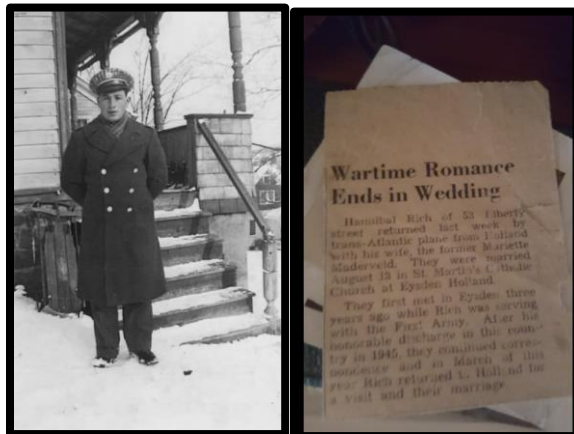 Wartime Romance
Ends in Wedding
Hannibal Rich of 53 Liberty
street returned last week by
trans-Atlantic plane from Holland
with his wife, the former Mariette
They were married
August 13 in St. Martin's Catholic
Church at Eysden Holland.
They first met in Eysden three
years ago while Rich was serving
with the First Army. After his
honorable discharge in this coun-
try in 1945, they continued corres-
pondence and in March of this
year Rich returned to Holland for
a visit and their marriage.